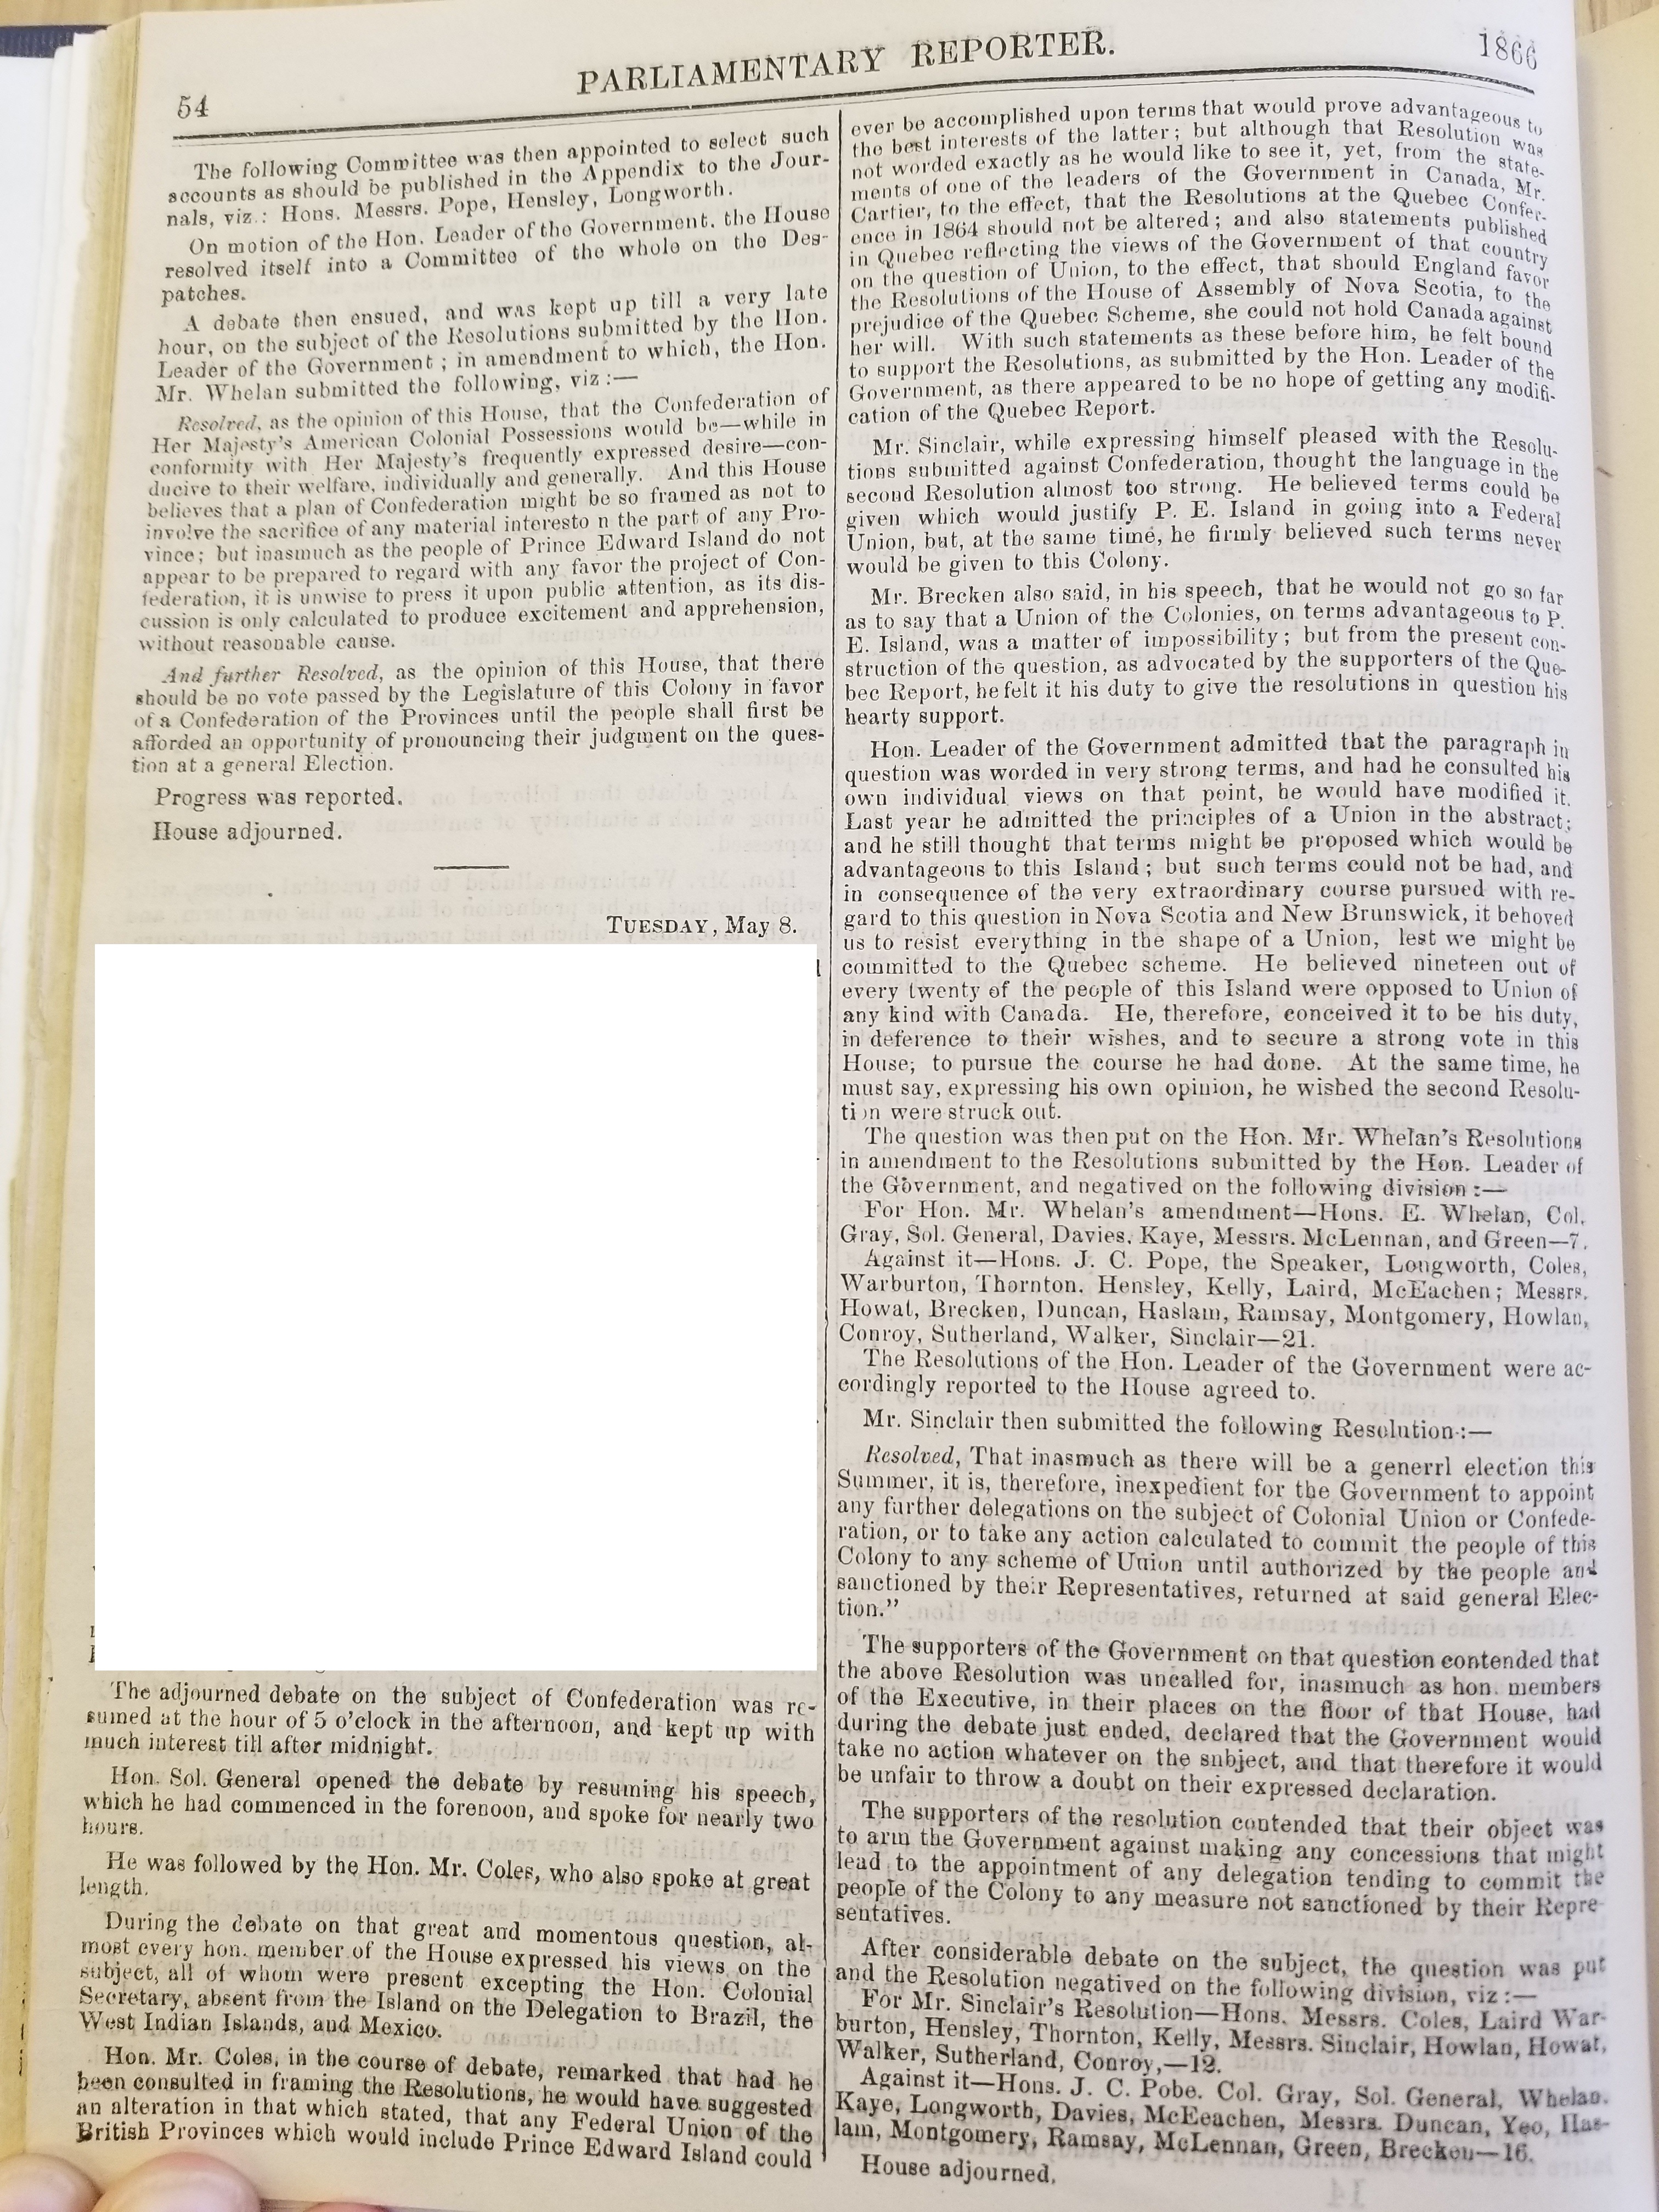 54
PARLIAMENTARY REPORTER.
1866
The following Committee was then appointed to select such
accounts as should be published in the Appendix to the Jour-
nals, viz.: Hons. Messrs. Pope, Hensley, Longworth.
On motion of the Hon. Leader of the Government, the House
resolved itself into a Committee of the whole on the Des-
patches.
A debate then ensued, and was kept up till a very late
hour, on the subject of the Resolutions submitted by the Hon.
Leader of the Government; in amendment to which, the Hon.
Mr. Whelan submitted the following, viz:—
Resolved, as the opinion of this House, that the Confederation of
Her Majesty's American Colonial Possessions would be—while in
conformity with Her Majesty's frequently expressed desire—con-
ducive to their welfare, individually and generally. And this House
believes that a plan of Confederation might be so framed as not to
involve the sacrifice of any material interesto n the part of any Pro-
vince; but inasmuch as the people of Prince Edward Island do not
appear to be prepared to regard with any favor the project of Con-
federation, it is unwise to press it upon public attention, as its dis-
cussion is only calculated to produce excitement and apprehension,
without reasonable cause.
And further Resolved, as the opinion of this House, that there
should be no vote passed by the Legislature of this Colony in favor
of a Confederation of the Provinces until the people shall first be
afforded an opportunity of pronouncing their judgment on the ques-
tion at a general Election.
Progress was reported.
House adjourned.
TUESDAY, May 8.
The adjourned debate on the subject of Confederation was re-
sumed at the hour of 5 o'clock in the afternoon, and kept up with
much interest till after midnight.
Hon. Sol. General opened the debate by resuming his speech,
which he had commenced in the forenoon, and spoke for nearly two
hours.
He was followed by the Hon. Mr. Coles, who also spoke at great
length.
During the debate on that great and momentous question, al-
most every hon. member of the House expressed his views on the
subject, all of whom were present excepting the Hon. Colonial
Secretary, absent from the Island on the Delegation to Brazil, the
West Indian Islands, and Mexico.
Hon. Mr. Coles, in the course of debate, remarked that had he
been consulted in framing the Resolutions, he would have suggested
an alteration in that which stated, that any Federal Union of the
British Provinces which would include Prince Edward Island could
ever be accomplished upon terms that would prove advantageous to
the best interests of the latter; but although that Resolution was
not worded exactly as he would like to see it, yet, from the state-
ments of one of the leaders of the Government in Canada, Mr.
Cartier, to the effect, that the Resolutions at the Quebec Confer-
ence in 1864 should not be altered; and also statements published
in Quebec reflecting the views of the Government of that country
on the question of Union, to the effect, that should England favor
the Resolutions of the House of Assembly of Nova Scotia, to the
prejudice of the Quebec Scheme, she could not hold Canada against
her will. With such statements as these before him, he felt bound
to support the Resolutions, as submitted by the Hon. Leader of the
Government, as there appeared to be no hope of getting any modifi-
cation of the Quebec Report.
Mr. Sinclair, while expressing himself pleased with the Resolu-
tions submitted against Confederation, thought the language in the
second Resolution almost too strong. He believed terms could be
given which would justify P. E. Island in going into a Federal
Union, but, at the same time, he firmly believed such terms never
would be given to this Colony.
Mr. Brecken also said, in his speech, that he would not go so far
as to say that a Union of the Colonies, on terms advantageous to P.
E. Island, was a matter of impossibility; but from the present con-
struction of the question, as advocated by the supporters of the Que-
bec Report, he felt it his duty to give the resolutions in question his
hearty support.
Hon. Leader of the Government admitted that the paragraph in
question was worded in very strong terms, and had he consulted his
own individual views on that point, he would have modified it.
Last year he admitted the principles of a Union in the abstract;
and he still thought that terms might be proposed which would be
advantageous to this Island; but such terms could not be had, and
in consequence of the very extraordinary course pursued with re-
gard to this question in Nova Scotia and New Brunswick, it behoved
us to resist everything in the shape of a Union, lest we might be
committed to the Quebec scheme. He believed nineteen out of
every twenty of the people of this Island were opposed to Union of
any kind with Canada. He, therefore, conceived it to be his duty,
in deference to their wishes, and to secure a strong vote in this
House; to pursue the course he had done. At the same time, he
must say, expressing his own opinion, he wished the second Resolu-
tion were struck out.
The question was then put on the Hon. Mr. Whelan's Resolutions
in amendment to the Resolutions submitted by the Hon. Leader of
the Government, and negatived on the following division:—
For Hon. Mr. Whelan's amendment—Hons. E. Whelan, Col.
Gray, Sol. General, Davies, Kaye, Messrs. McLennan, and Green—7.
Against it—Hons. J. C. Pope, the Speaker, Longworth, Coles,
Warburton, Thornton, Hensley, Kelly, Laird, McEachen; Messrs.
Howat, Brecken, Duncan, Haslam, Ramsay, Montgomery, Howlan,
Conroy, Sutherland, Walker, Sinclair—21.
The Resolutions of the Hon. Leader of the Government were ac-
cordingly reported to the House agreed to.
Mr. Sinclair then submitted the following Resolution:—
Resolved, That inasmuch as there will be a generrl election this
Summer, it is, therefore, inexpedient for the Government to appoint
any further delegations on the subject of Colonial Union or Confede-
ration, or to take any action calculated to commit the people of this
Colony to any scheme of Union until authorized by the people and
sanctioned by their Representatives, returned at said general Elec-
tion."
The supporters of the Government on that question contended that
the above Resolution was uncalled for, inasmuch as hon. members
of the Executive, in their places on the floor of that House, had
during the debate just ended, declared that the Government would
take no action whatever on the subject, and that therefore it would
be unfair to throw a doubt on their expressed declaration.
The supporters of the resolution contended that their object was
to arm the Government against making any concessions that might
lead to the appointment of any delegation tending to commit the
people of the Colony to any measure not sanctioned by their Repre-
sentatives.
After considerable debate on the subject, the question was put
and the Resolution negatived on the following division, viz:—
For Mr. Sinclair's Resolution—Hons. Messrs. Coles, Laird War-
burton, Hensley, Thornton, Kelly, Messrs. Sinclair, Howlan, Howat,
Walker, Sutherland, Conroy,—12.
Against it—Hons. J. C. Pobe. Col. Gray, Sol. General, Whelan.
Kaye, Longworth, Davies, McEeachen, Messrs. Duncan, Yeo, Has-
lam, Montgomery, Ramsay, McLennan, Green, Brecken—16.
House adjourned.